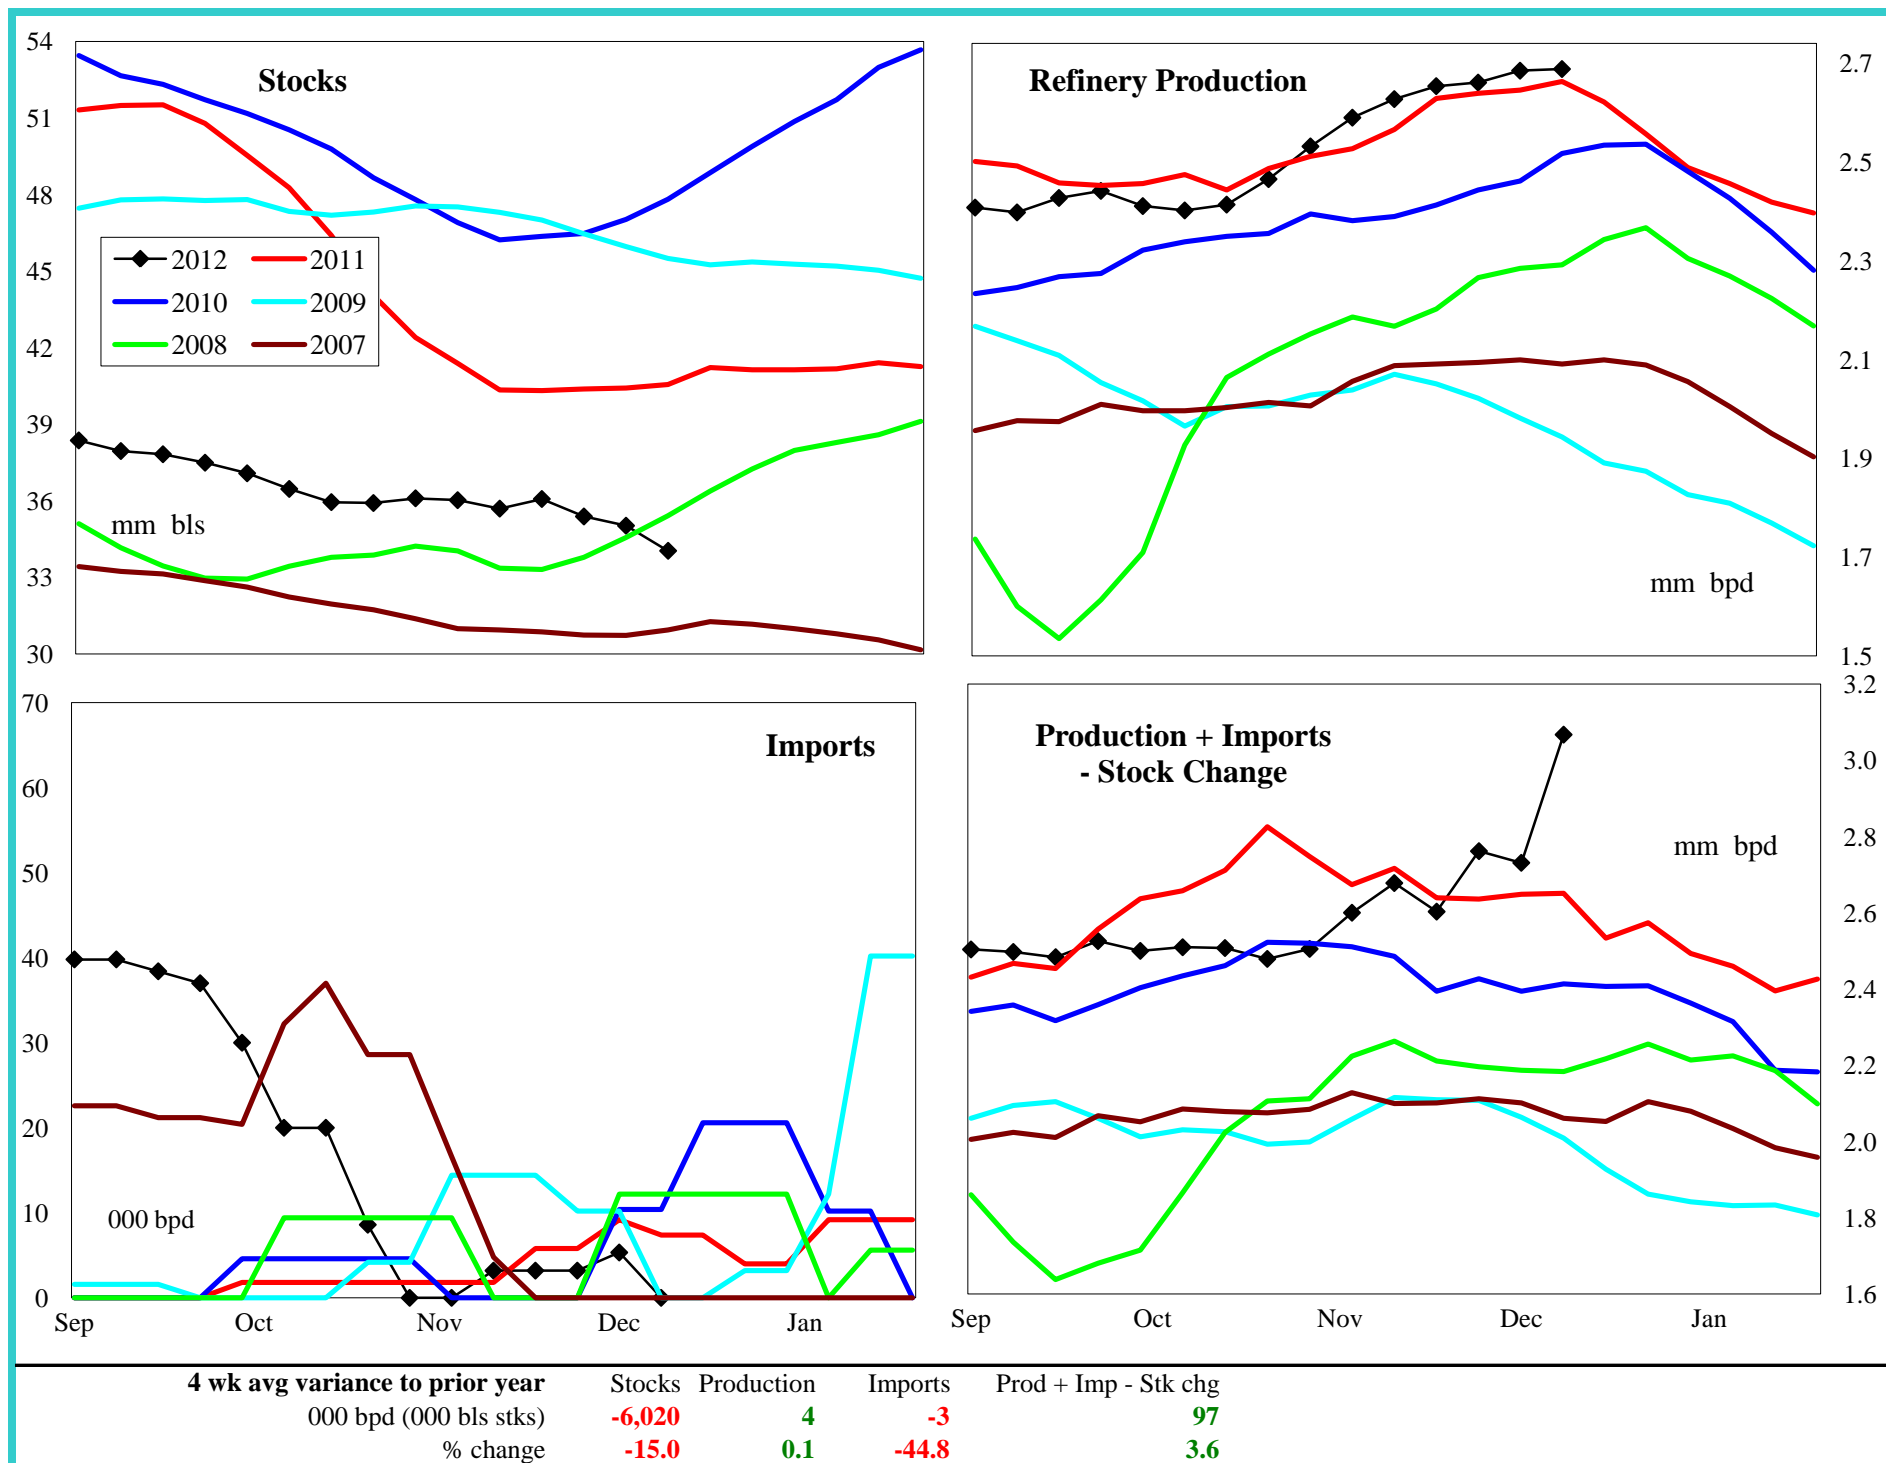 Stocks
54
51
48
45
42
39
36
33
30
2012 2011
2010 2009
2008 2007
mm bls
Refinery Production
2.7
2.5
2.3
2.1
1.9
1.7
1.5
mm bpd
Imports
70
60
50
40
30
20
10
0
000 bpd
Sep Oct Nov Dec Jan
Production + Imports
- Stock Change
3.2
3.0
2.8
2.6
2.4
2.2
2.0
1.8
1.6
mm bpd
Sep Oct Nov Dec Jan
4 wk avg variance to prior year Stocks Production Imports Prod + Imp - Stk chg
000 bpd (000 bls stks) -6,020 4 -3 97
% change -15.0 0.1 -44.8 3.6